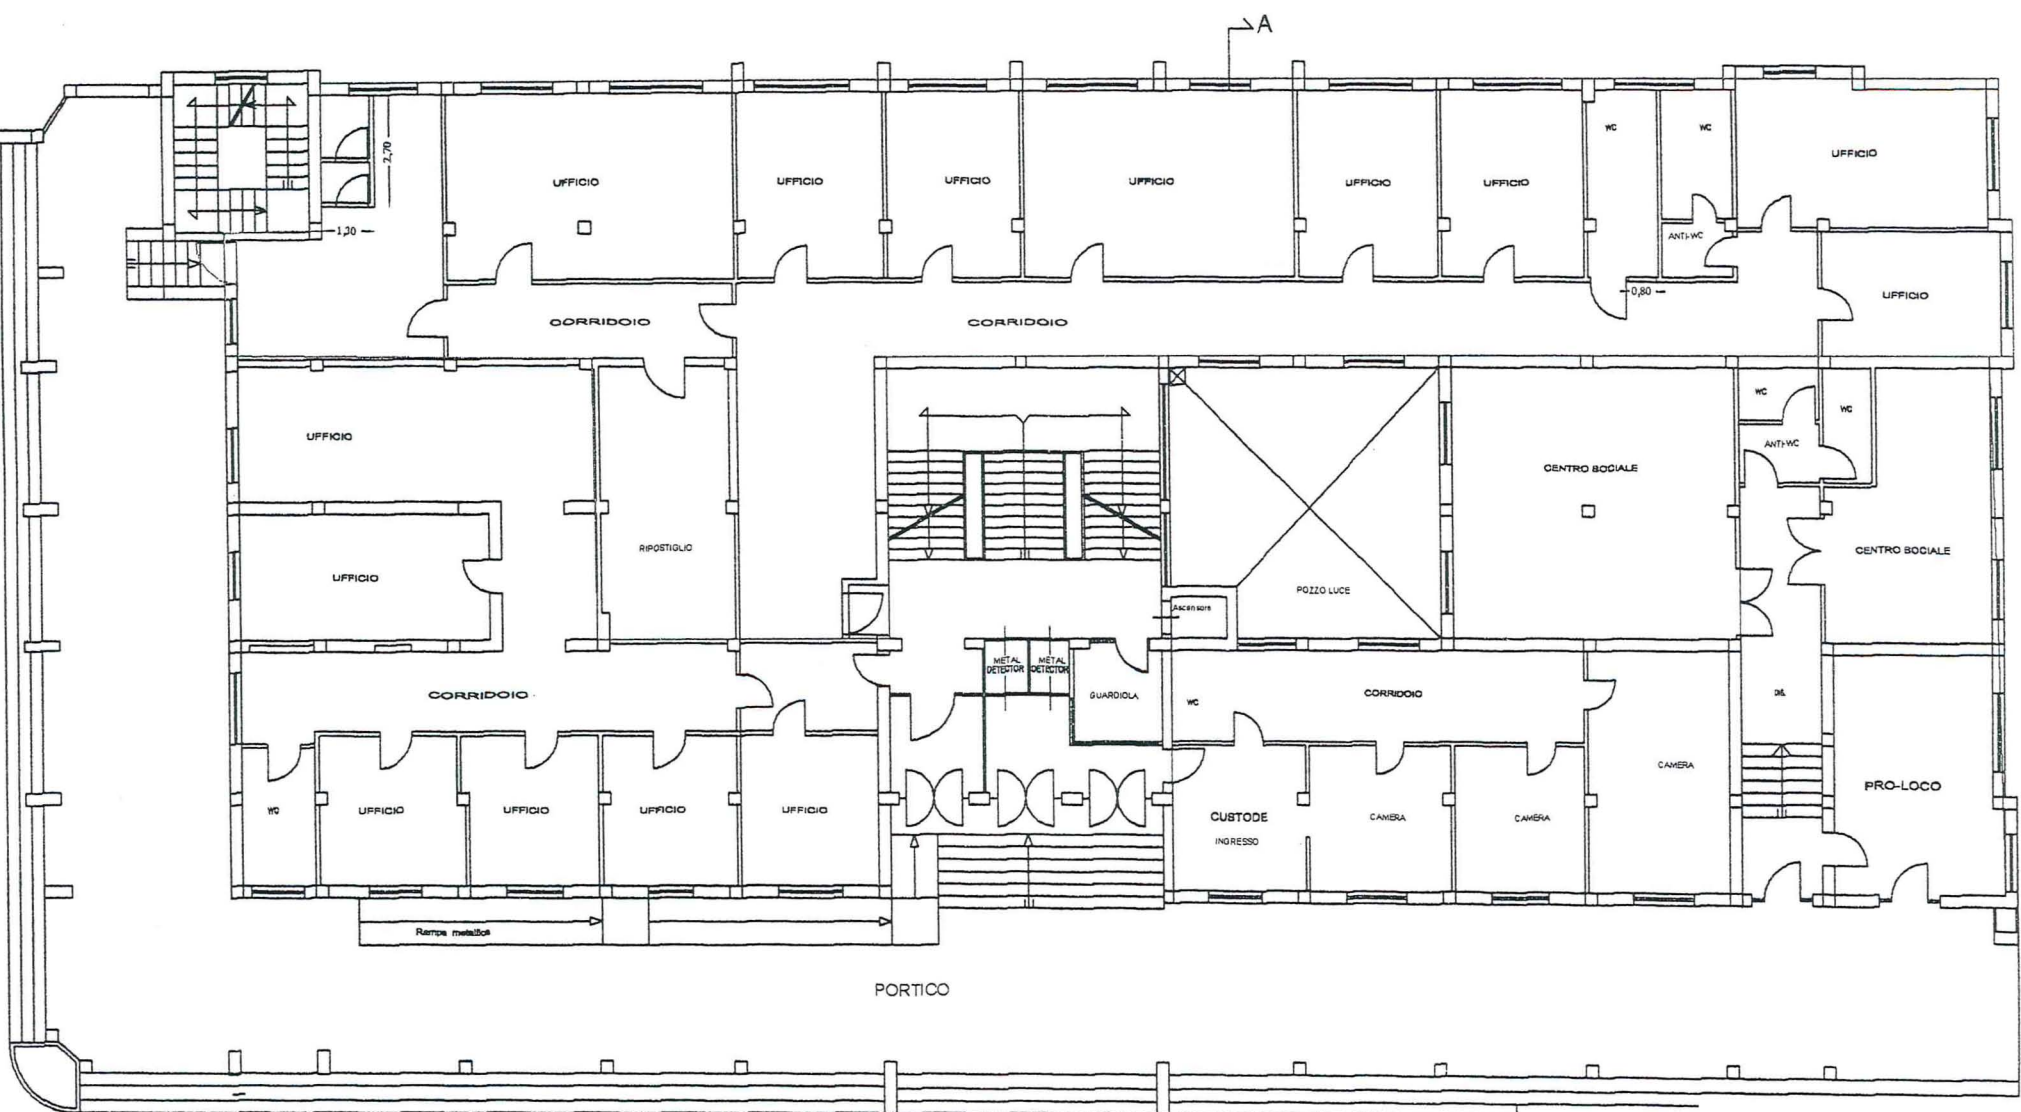 A
2,70
1,30
UFFICIO
UFFICIO
UFFICIO
UFFICIO
UFFICIO
UFFICIO
WC
WC
UFFICIO
ANTI-WC
0,80
UFFICIO
CORRIDOIO
CORRIDOIO
UFFICIO
UFFICIO
RIPOSTIGLIO
POZZO LUCE
Ascensore
CENTRO SOCIALE
WC
WC
ANTI-WC
CENTRO SOCIALE
METAL
DETECTOR
METAL
DETECTOR
GUARDIOLA
CORRIDOIO
WC
CORRIDOIO
DIS.
CAMERA
PRO-LOCO
WC
UFFICIO
UFFICIO
UFFICIO
UFFICIO
CUSTODE
INGRESSO
CAMERA
CAMERA
Rampa metallica
PORTICO